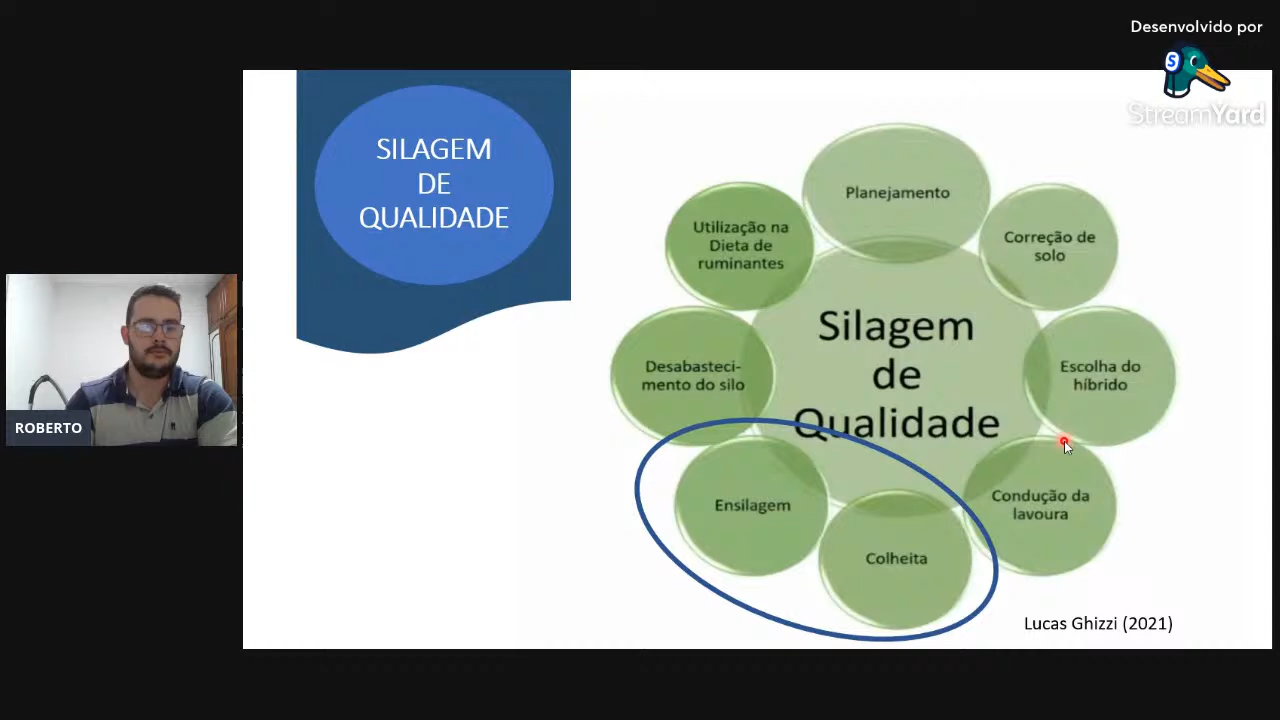 Desenvolvido por
StreamYard
SILAGEM
DE
QUALIDADE
Planejamento
Correção de
solo
Escolha do
híbrido
Condução da
lavoura
Colheita
Ensilagem
Desabasteci-
mento do silo
Utilização na
Dieta de
ruminantes
Silagem
de
Qualidade
Lucas Ghizzi (2021)
ROBERTO